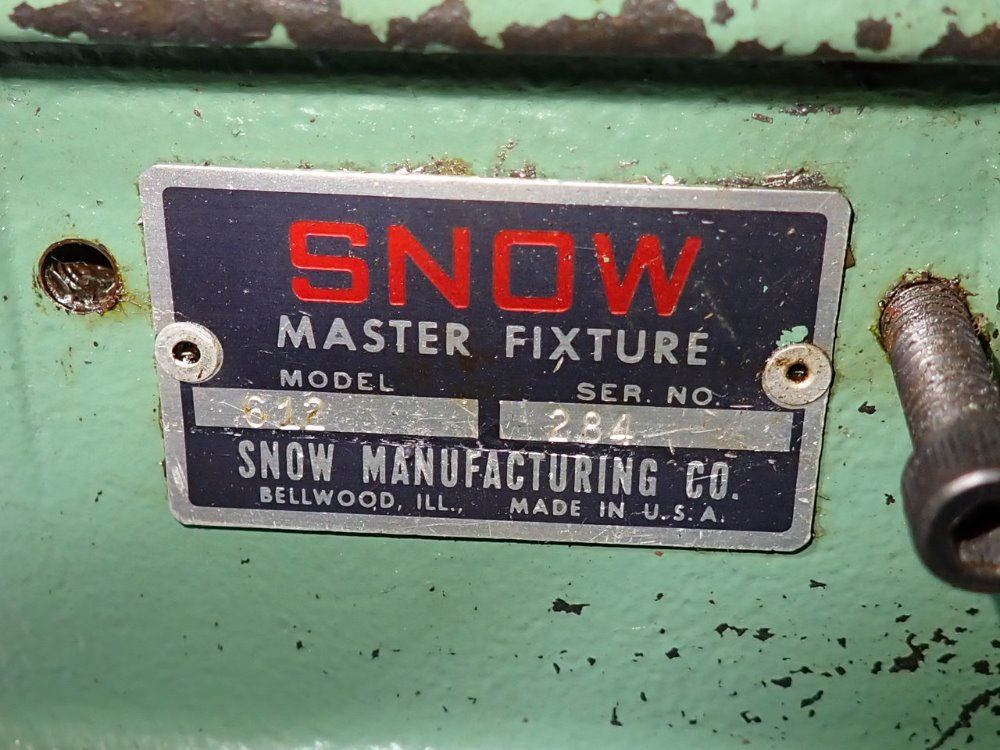 SNOW
MASTER FIXTURE
MODEL SER. NO.
612 284
SNOW MANUFACTURING CO.
BELLWOOD, ILL., MADE IN U.S.A.